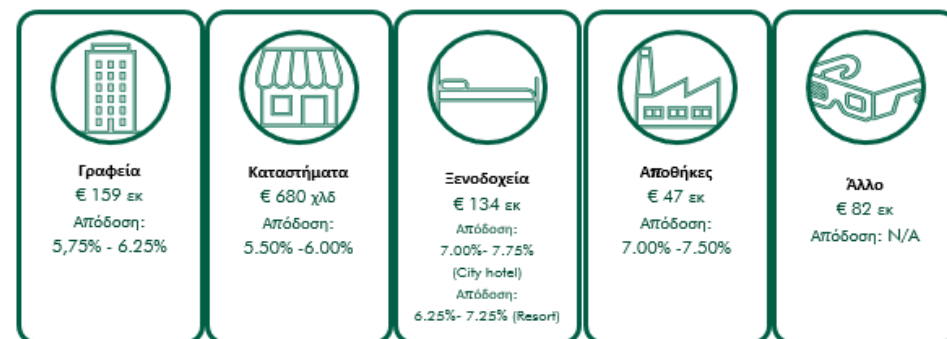 Γραφεία
€ 159 εκ
Απόδοση:
5,75% - 6.25%
Καταστήματα
€ 680 χλδ
Απόδοση:
5.50% -6.00%
Ξενοδοχεία
€ 134 εκ
Απόδοση:
7.00%- 7.75%
(City hotel)
Απόδοση:
6.25%- 7.25% (Resort)
Αποθήκες
€ 47 εκ
Απόδοση:
7.00% -7.50%
Άλλο
€ 82 εκ
Απόδοση: N/A